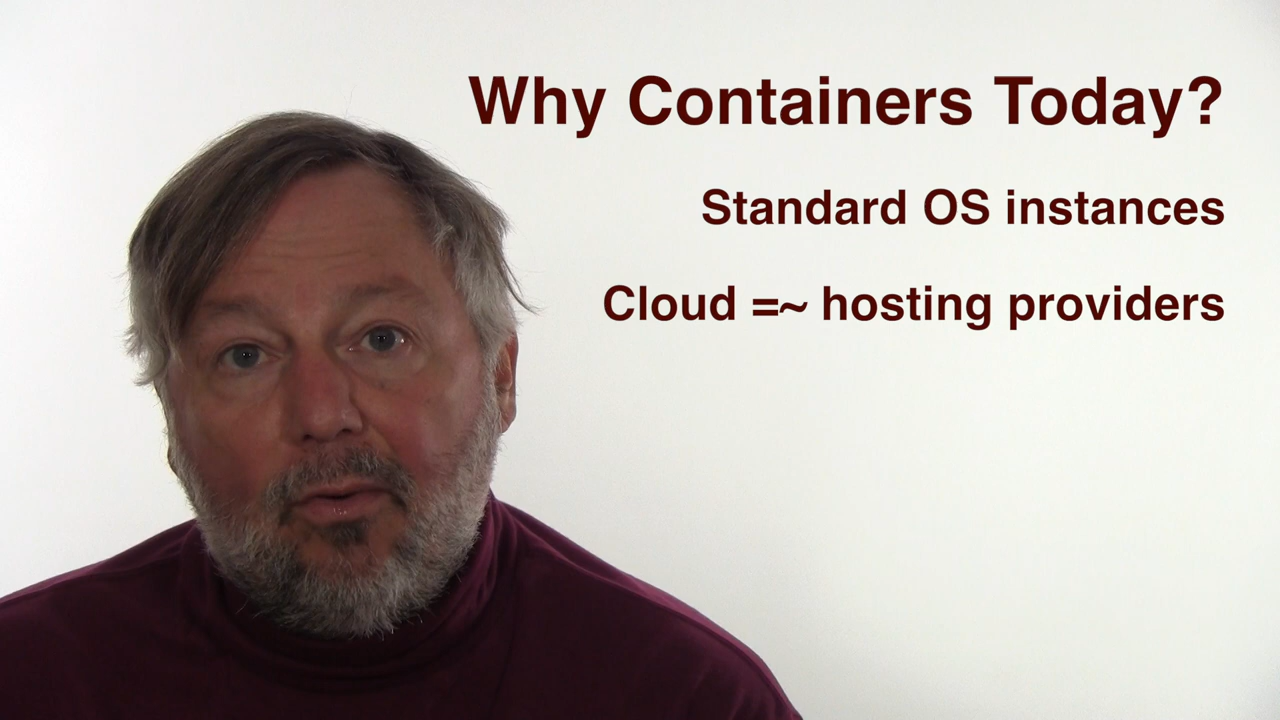 Why Containers Today?
Standard OS instances
Cloud =~ hosting providers